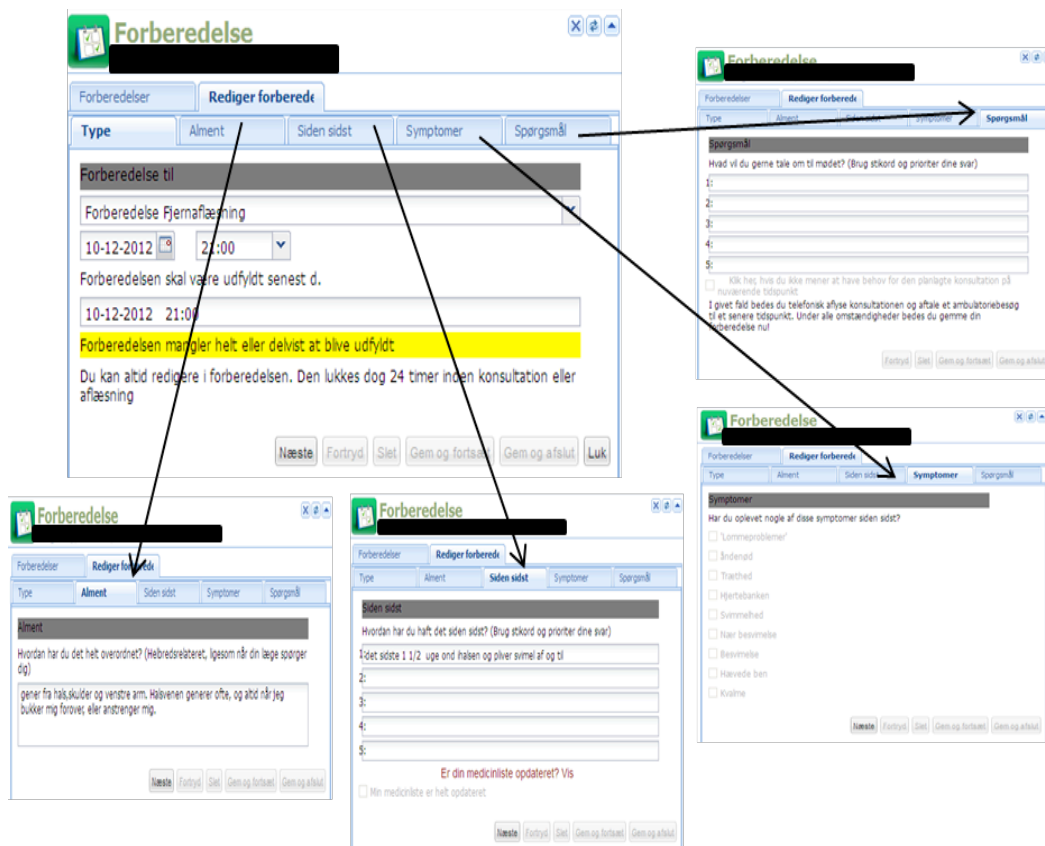 Forberedelse
Forberedelser
Rediger forberede
Type
Alment
Siden sidst
Symptomer
Spørgsmål
Forberedelse til
Forberedelse Fjernaflæsning
10-12-2012
21:00
Forberedelsen skal være udfyldt senest d.
10-12-2012 21:00
Forberedelsen mangler helt eller delvist at blive udfyldt
Du kan altid redigere i forberedelsen. Den lukkes dog 24 timer inden konsultation eller
aflæsning
Næste Fortryd Slet Gem og fortsæt Gem og afslut Luk
Forberedelse
Forberedelser
Rediger forberede
Type
Alment
Siden sidst
Symptomer
Spørgsmål
Spørgsmål
Hvad vil du gerne tale om til mødet? (Brug stikord og prioriter dine svar)
1:
2:
3:
4:
5:
Klik her, hvis du ikke mener at have behov for den planlagte konsultation på
nuværende tidspunkt
I givet fald bedes du telefonisk aflyse konsultationen og aftale et ambulatoriebesøg
til et senere tidspunkt. Under alle omstændigheder bedes du gemme din
forberedelse nu!
Fortryd Slet Gem og fortsæt Gem og afslut
Forberedelse
Forberedelser
Rediger forberede
Type
Alment
Siden sidst
Symptomer
Spørgsmål
Symptomer
Har du oplevet nogle af disse symptomer siden sidst?
'Lommeproblemer'
Åndenød
Træthed
Hjertebanken
Svimmelhed
Nær besvimelse
Besvimelse
Hævede ben
Kvalme
Næste Fortryd Slet Gem og fortsæt Gem og afslut
Forberedelse
Forberedelser
Rediger forberede
Type
Alment
Siden sidst
Symptomer
Spørgsmål
Alment
Hvordan har du det helt overordnet? (Hebredsrelateret, ligesom når din læge spørger
dig)
gener fra hals,skulder og venstre arm. Halsvenen generer ofte, og altid når jeg
bukker mig forover, eler anstrenger mig.
Næste Fortryd Slet Gem og fortsæt Gem og afslut
Forberedelse
Forberedelser
Rediger forberede
Type
Alment
Siden sidst
Symptomer
Spørgsmål
Siden sidst
Hvordan har du haft det siden sidst? (Brug stikord og prioriter dine svar)
1: det sidste 1 1/2 uge ond ihalsen og pliver svimel af og til
2:
3:
4:
5:
Er din medicinliste opdateret? Vis
Min medicinliste er helt opdateret
Næste Fortryd Slet Gem og fortsæt Gem og afslut